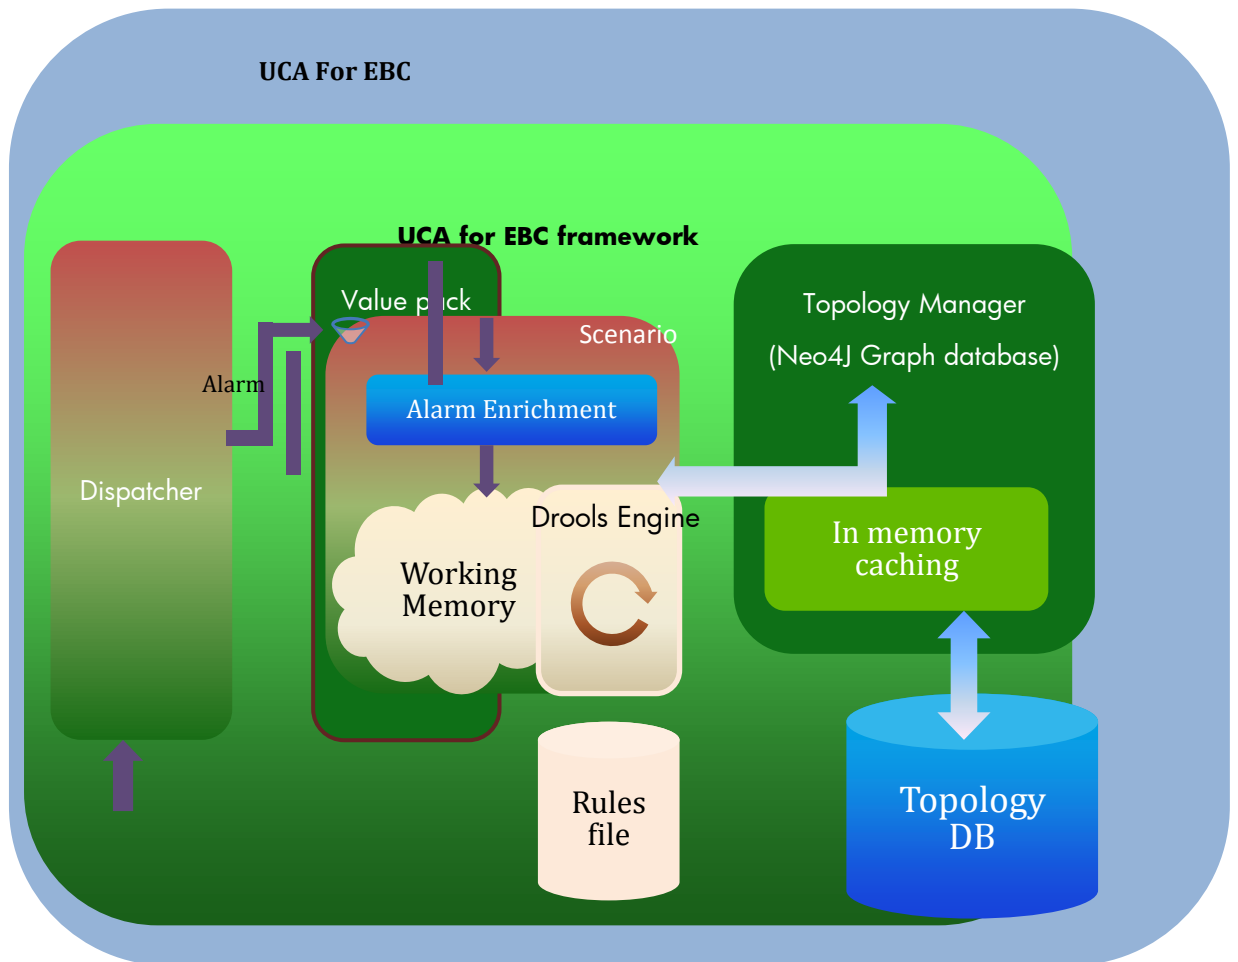 UCA For EBC
UCA for EBC framework
Value pack
Scenario
Topology Manager
(Neo4J Graph database)
Alarm
Alarm Enrichment
Dispatcher
Drools Engine
In memory
caching
Working
Memory
Rules
file
Topology
DB